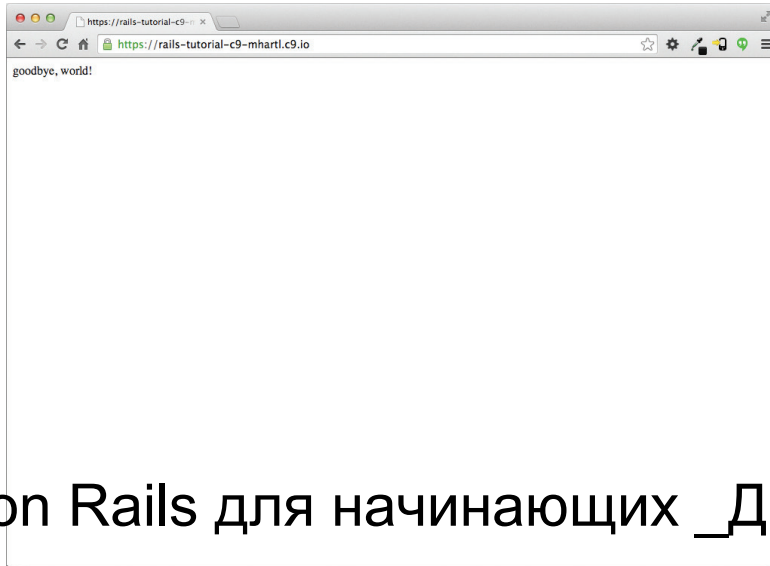 https://rails-tutorial-c9-
https://rails-tutorial-c9-mhartl.c9.io
goodbye, world!
on Rails для начинающих _Д